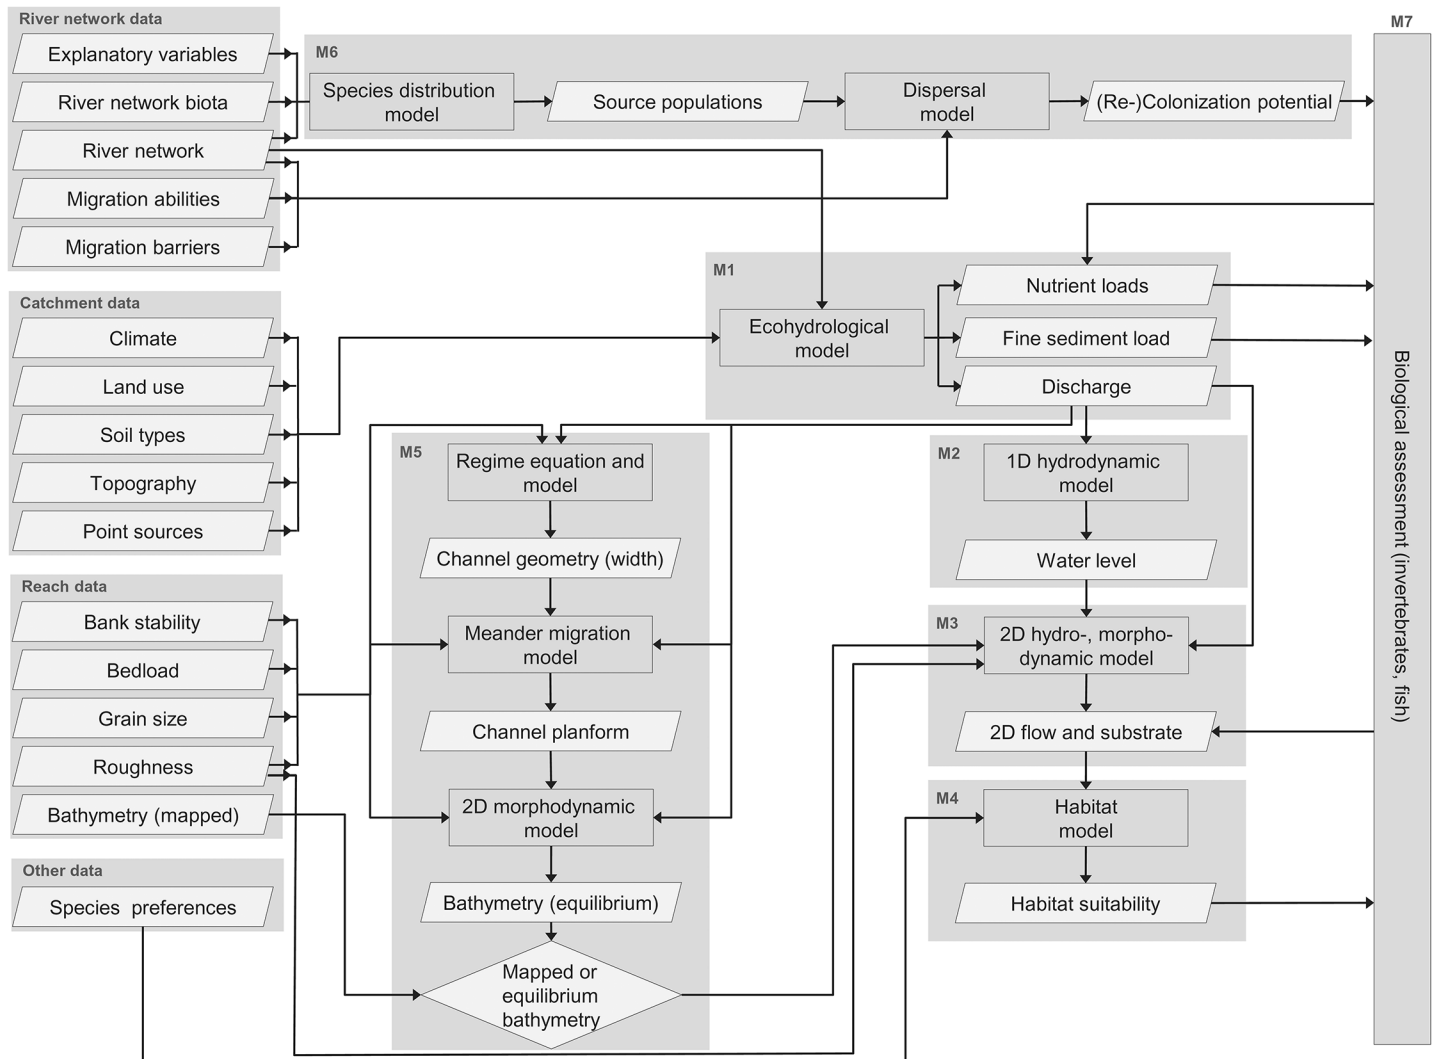 River network data
Explanatory variables
River network biota
River network
Migration abilities
Migration barriers
Catchment data
Climate
Land use
Soil types
Topography
Point sources
Reach data
Bank stability
Bedload
Grain size
Roughness
Bathymetry (mapped)
Other data
Species preferences
M6
Species distribution
model
Source populations
Dispersal
model
(Re-)Colonization potential
M1
Ecohydrological
model
Nutrient loads
Fine sediment load
Discharge
M5
Regime equation and
model
Channel geometry (width)
Meander migration
model
Channel planform
2D morphodynamic
model
Bathymetry (equilibrium)
Mapped or
equilibrium
bathymetry
M2
1D hydrodynamic
model
Water level
M3
2D hydro-, morpho-
dynamic model
2D flow and substrate
M4
Habitat
model
Habitat suitability
M7
Biological assessment (invertebrates, fish)